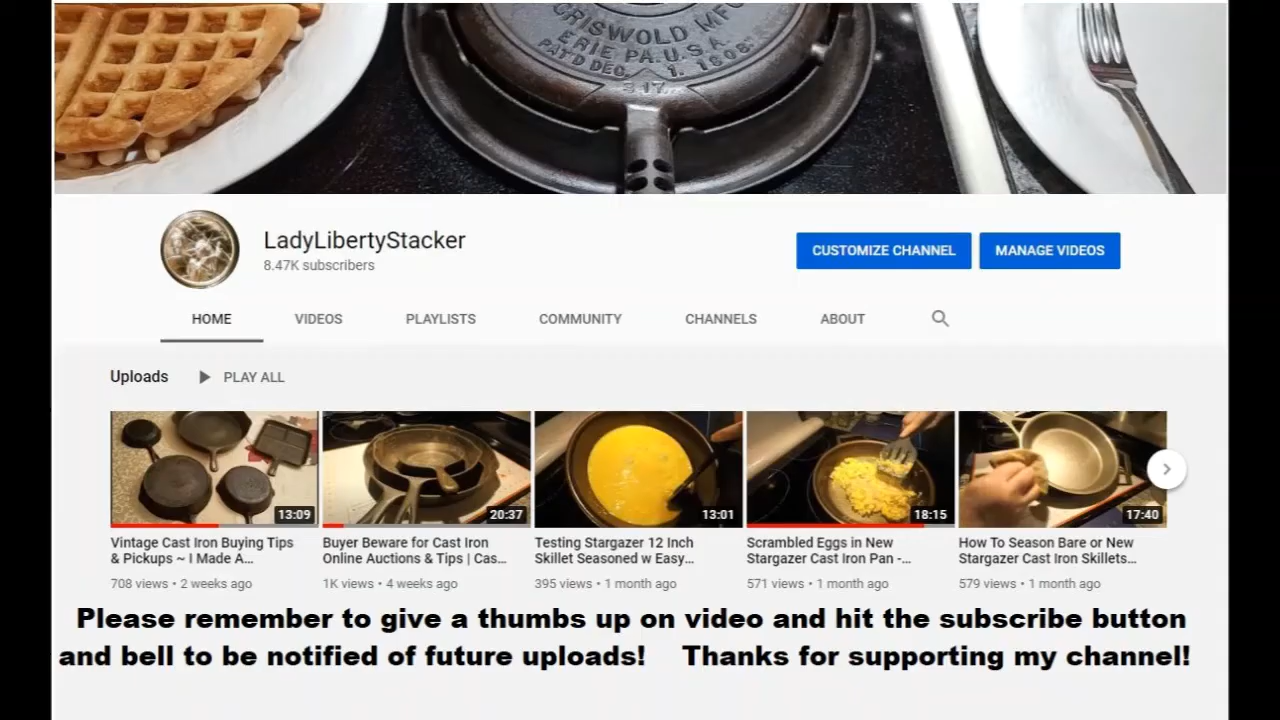 GRISWOLD MFG
ERIE PA. U.S.A.
PAT'D DEC. 1. 1908.
LadyLibertyStacker
8.47K subscribers
CUSTOMIZE CHANNEL
MANAGE VIDEOS
HOME
VIDEOS
PLAYLISTS
COMMUNITY
CHANNELS
ABOUT
Uploads
PLAY ALL
13:09
20:37
13:01
18:15
17:40
Vintage Cast Iron Buying Tips
& Pickups ~ I Made A...
708 views • 2 weeks ago
Buyer Beware for Cast Iron
Online Auctions & Tips | Cas...
1K views • 4 weeks ago
Testing Stargazer 12 Inch
Skillet Seasoned w Easy...
395 views • 1 month ago
Scrambled Eggs in New
Stargazer Cast Iron Pan -...
571 views • 1 month ago
How To Season Bare or New
Stargazer Cast Iron Skillets...
579 views • 1 month ago
Please remember to give a thumbs up on video and hit the subscribe button
and bell to be notified of future uploads! Thanks for supporting my channel!